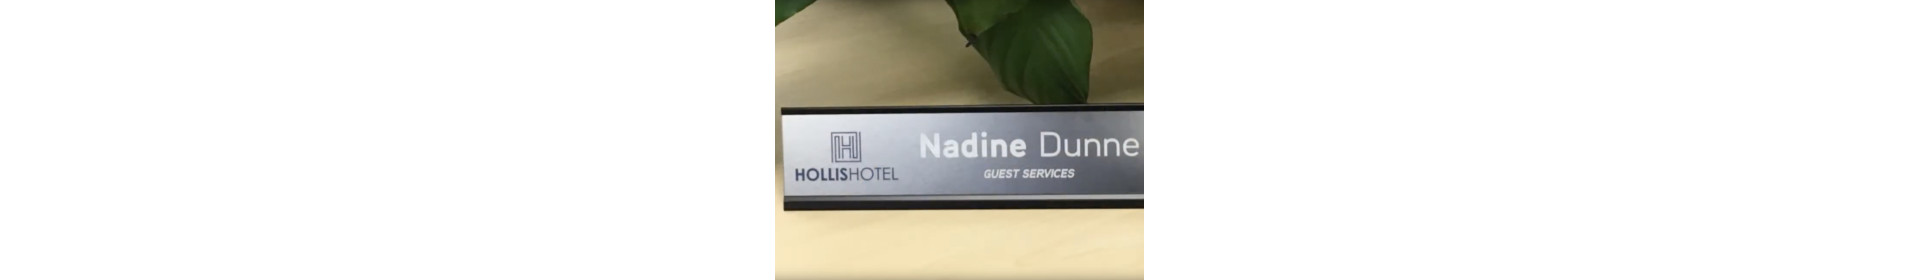 HOLLISHOTEL
Nadine Dunne
GUEST SERVICES